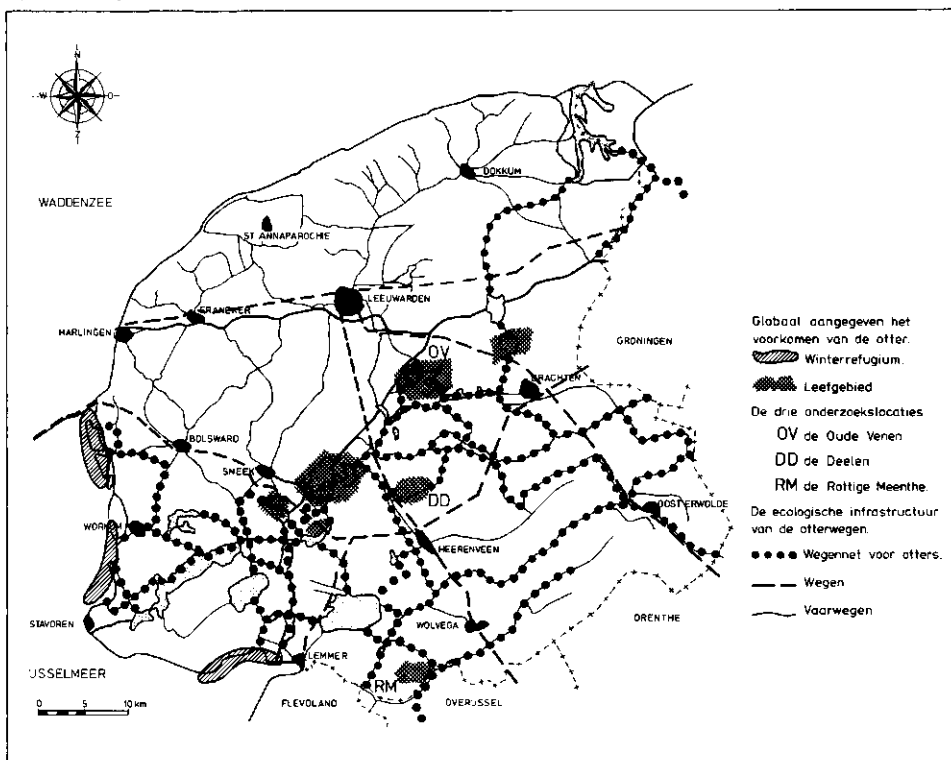 N
W
O
Z
WADDENZEE
DOKKUM
ST ANNAPAROCHIE
LEEUWARDEN
FRANEKER
HARLINGEN
GRONINGEN
OV
DRACHTEN
BOLSWARD
SNEEK
DD
OOSTERWOLDE
WORKUM
HEERENVEEN
STAVOREN
WOLVEGA
DRENTHE
LEMMER
IJSSELMEER
RM
FLEVOLAND
OVERIJSSEL
0 5 10 km
Globaal aangegeven het
voorkomen van de otter.
Winterrefugium.
Leefgebied
De drie onderzoekslocaties
OV de Oude Venen
DD de Deelen
RM de Rottige Meenthe.
De ecologische infrastructuur
van de otterwegen.
Wegennet voor otters.
Wegen
Vaarwegen